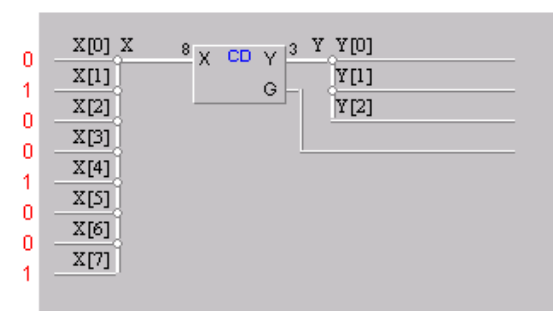 X[0] X 8 X CD Y 3 Y Y[0]
0
X[1] Y[1]
1 G
X[2] Y[2]
0
X[3]
0
X[4]
1
X[5]
0
X[6]
0
X[7]
1